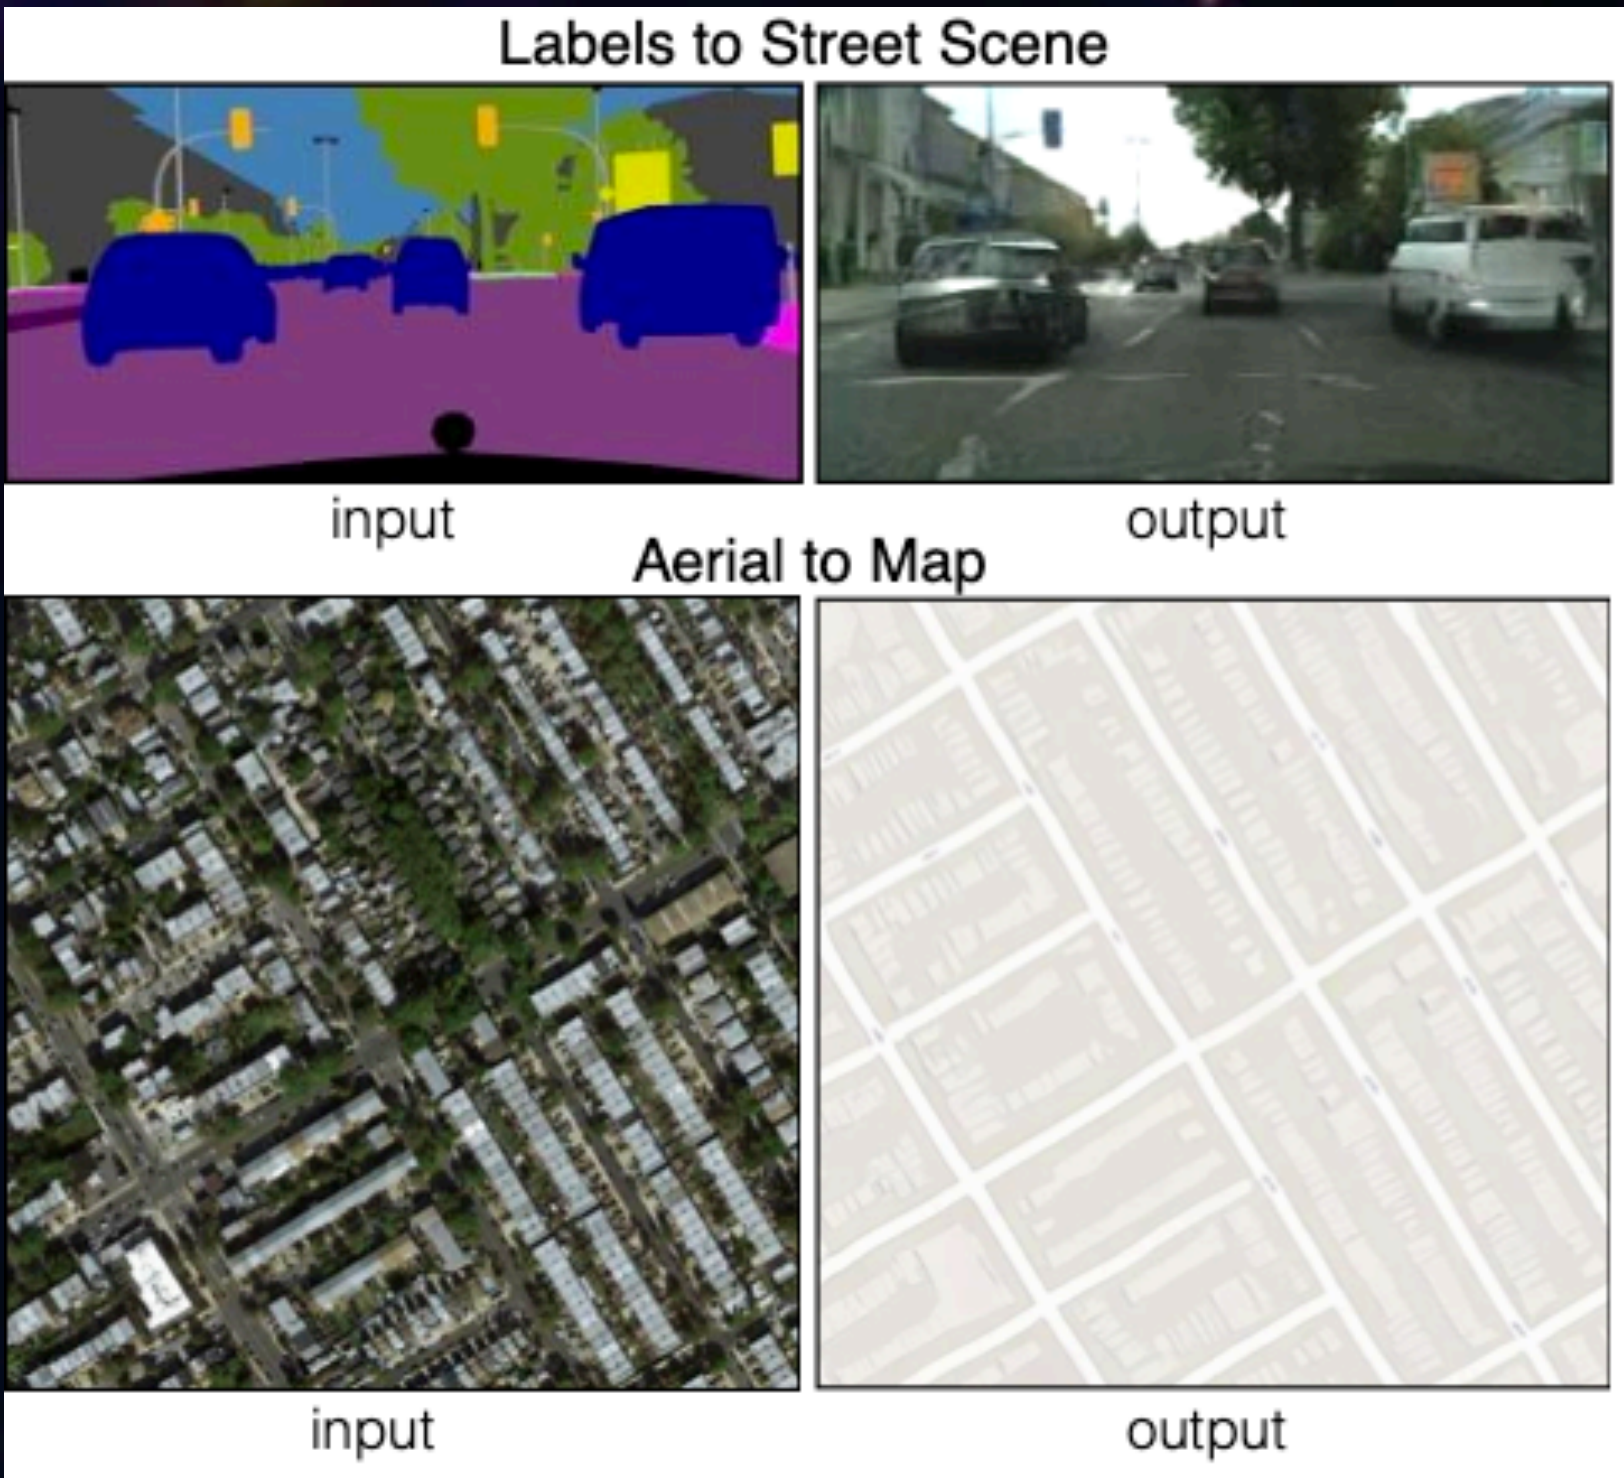 Labels to Street Scene
input
output
Aerial to Map
input
output